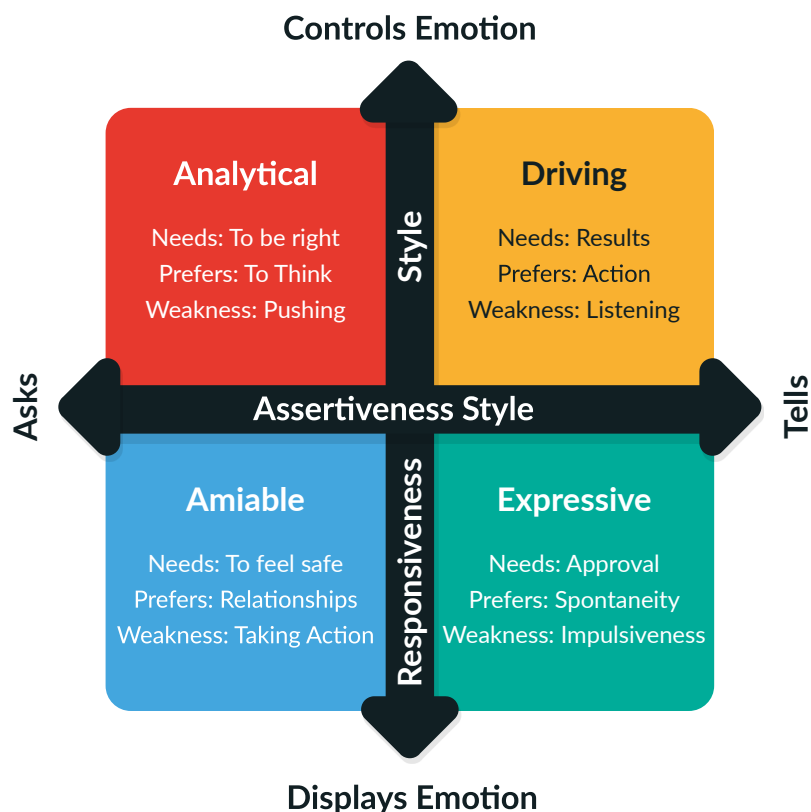 Controls Emotion
Analytical
Needs: To be right
Prefers: To Think
Weakness: Pushing
Driving
Needs: Results
Prefers: Action
Weakness: Listening
Style
Asks
Assertiveness Style
Tells
Amiable
Needs: To feel safe
Prefers: Relationships
Weakness: Taking Action
Responsiveness
Expressive
Needs: Approval
Prefers: Spontaneity
Weakness: Impulsiveness
Displays Emotion